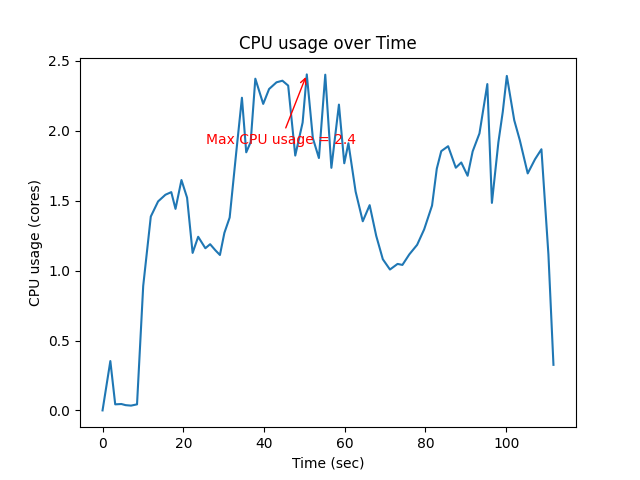 CPU usage over Time
2.5
2.0
1.5
1.0
0.5
0.0
CPU usage (cores)
Max CPU usage = 2.4
0 20 40 60 80 100
Time (sec)